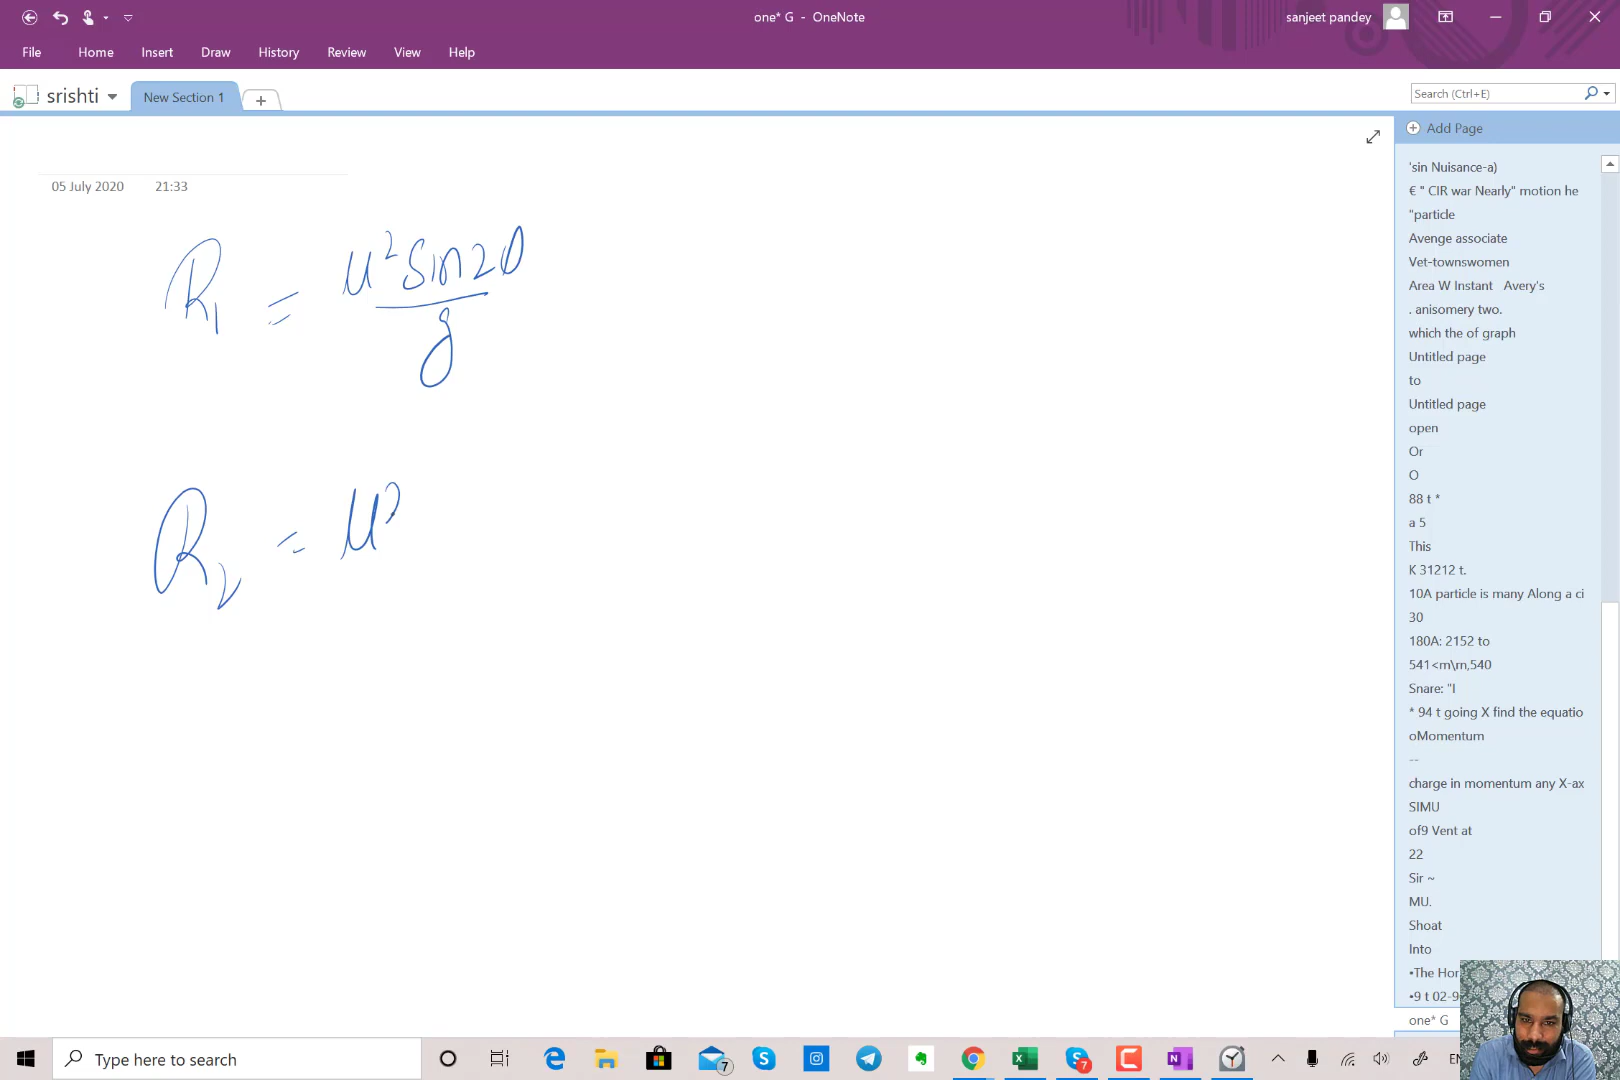 one* G - OneNote
sanjeet pandey
File Home Insert Draw History Review View Help
srishti New Section 1
Search (Ctrl+E)
Add Page
05 July 2020 21:33
R₁ = u² sin2θ
g
R₂ = u²
'sin Nuisance-a)
€ " CIR war Nearly" motion he
"particle
Avenge associate
Vet-townswomen
Area W Instant Avery's
. anisomery two.
which the of graph
Untitled page
to
Untitled page
open
Or
O
88 t *
a 5
This
K 31212 t.
10A particle is many Along a ci
30
180A: 2152 to
541<m\m,540
Snare: "I
* 94 t going X find the equatio
oMomentum
--
charge in momentum any X-ax
SIMU
of9 Vent at
22
Sir ~
MU.
Shoat
Into
•The Hor
•9 t 02-9
one* G
Type here to search
7
7